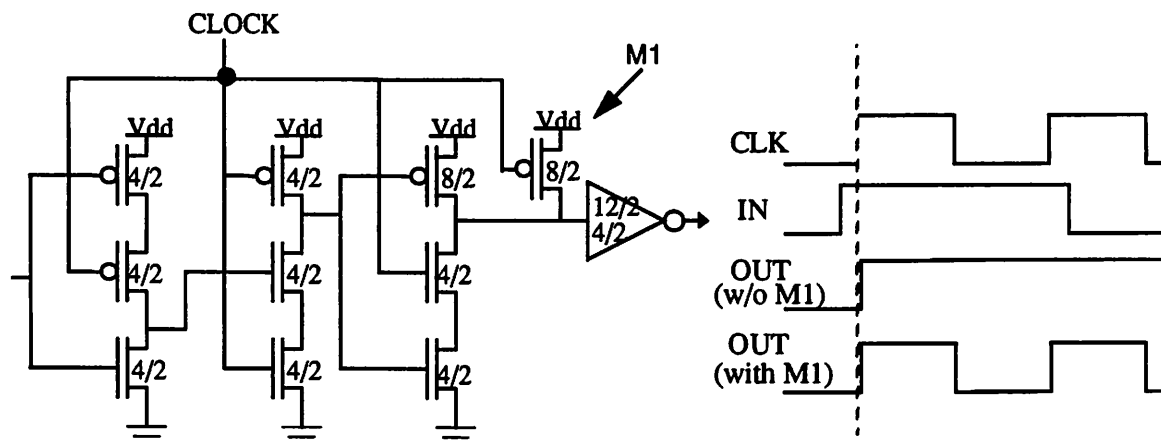 CLOCK
M1
Vdd
Vdd
Vdd
Vdd
4/2
4/2
8/2
8/2
12/2
4/2
4/2
4/2
4/2
4/2
4/2
4/2
CLK
IN
OUT
(w/o M1)
OUT
(with M1)